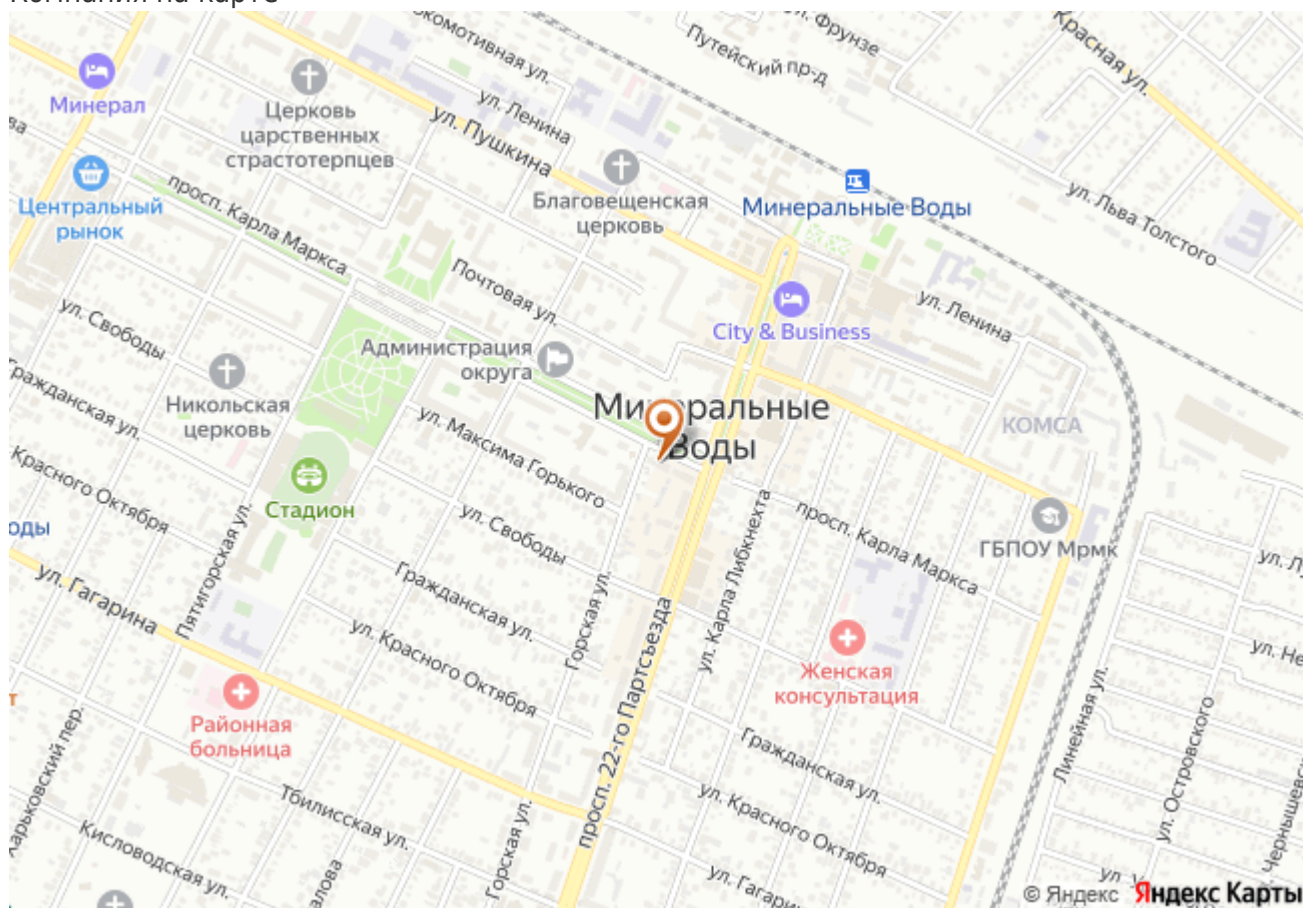 Компания на карте
Локомотивная ул.
ул. Фрунзе
Путейский пр-д
Красная ул.
Минерал
Церковь
царственных
страстотерпцев
ул. Ленина
ул. Пушкина
Благовещенская
церковь
Минеральные Воды
ул. Льва Толстого
Центральный
рынок
просп. Карла Маркса
Почтовая ул.
City & Business
ул. Ленина
ул. Свободы
Администрация
округа
Минеральные
Воды
КОМСА
Гражданская ул.
Никольская
церковь
ул. Максима Горького
Красного Октября
Стадион
ул. Свободы
просп. Карла Маркса
ГБПОУ Мрмк
оды
ул. Гагарина
Пятигорская ул.
Гражданская ул.
Горская ул.
ул. Карла Либкнехта
ул. Красного Октября
просп. 22-го Партсъезда
Женская
консультация
Линейная ул.
ул. Островского
Районная
больница
Гражданская ул.
Тбилисская ул.
ул. Красного Октября
Кисловодская ул.
Горская ул.
ул. Гагарина
© Яндекс Яндекс Карты